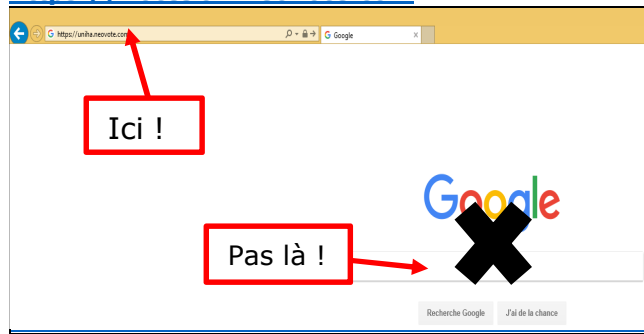 https://uniha.neovote.com
Google
Ici !
Google
Pas là !
Recherche Google
J'ai de la chance